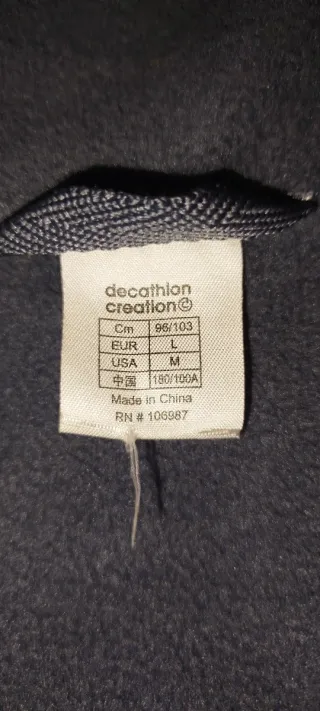 decathlon
creation
Cm 96/103
EUR L
USA M
中国 180/100A
Made in China
RN # 106987